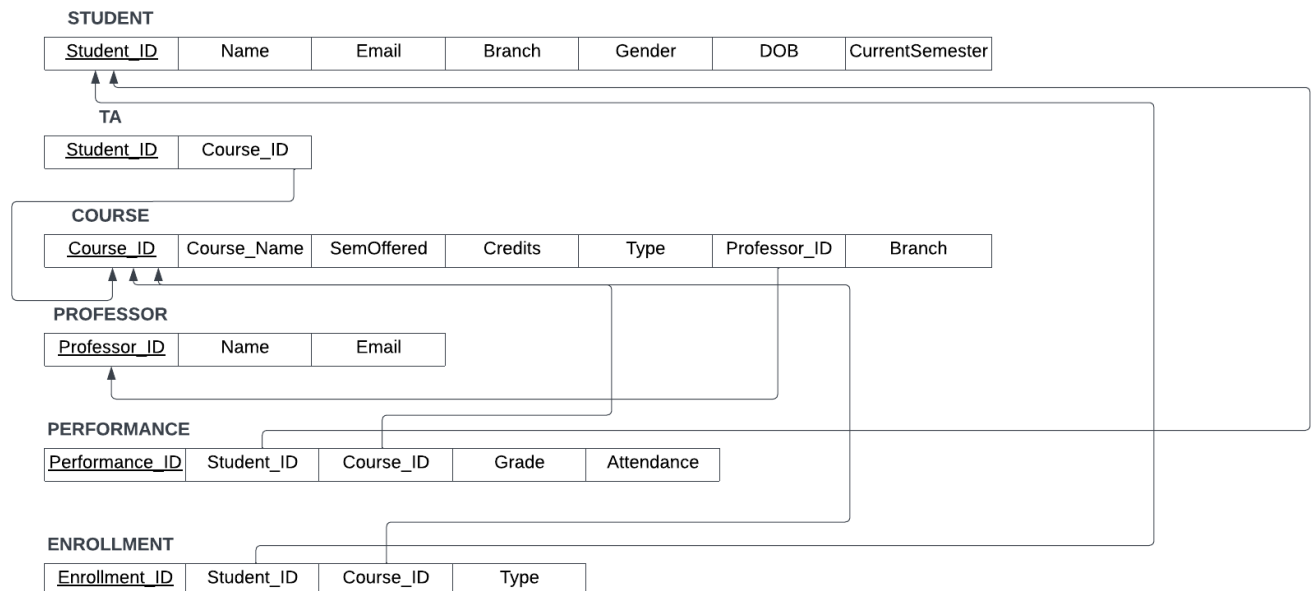 STUDENT
Student_ID Name Email Branch Gender DOB CurrentSemester
TA
Student_ID Course_ID
COURSE
Course_ID Course_Name SemOffered Credits Type Professor_ID Branch
PROFESSOR
Professor_ID Name Email
PERFORMANCE
Performance_ID Student_ID Course_ID Grade Attendance
ENROLLMENT
Enrollment_ID Student_ID Course_ID Type